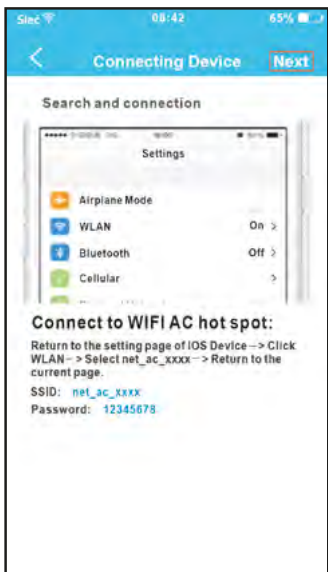 Sieć 08:42 65%
Connecting Device Next
Search and connection
Settings
Airplane Mode
WLAN On
Bluetooth Off
Cellular
Connect to WIFI AC hot spot:
Return to the setting page of IOS Device-> Click
WLAN-> Select net_ac_xxxx-> Return to the
current page.
SSID: net_ac_xxxx
Password: 12345678